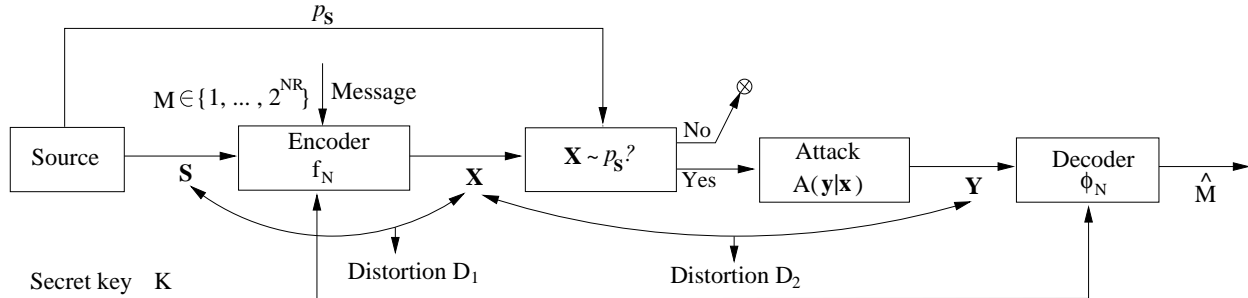 p_S
M ∈ {1, ... , 2^NR}
Message
Source
Encoder
f_N
S
X
X ~ p_S?
No
Yes
Attack
A(y|x)
Y
Decoder
ϕ_N
M̂
Distortion D_1
Distortion D_2
Secret key K